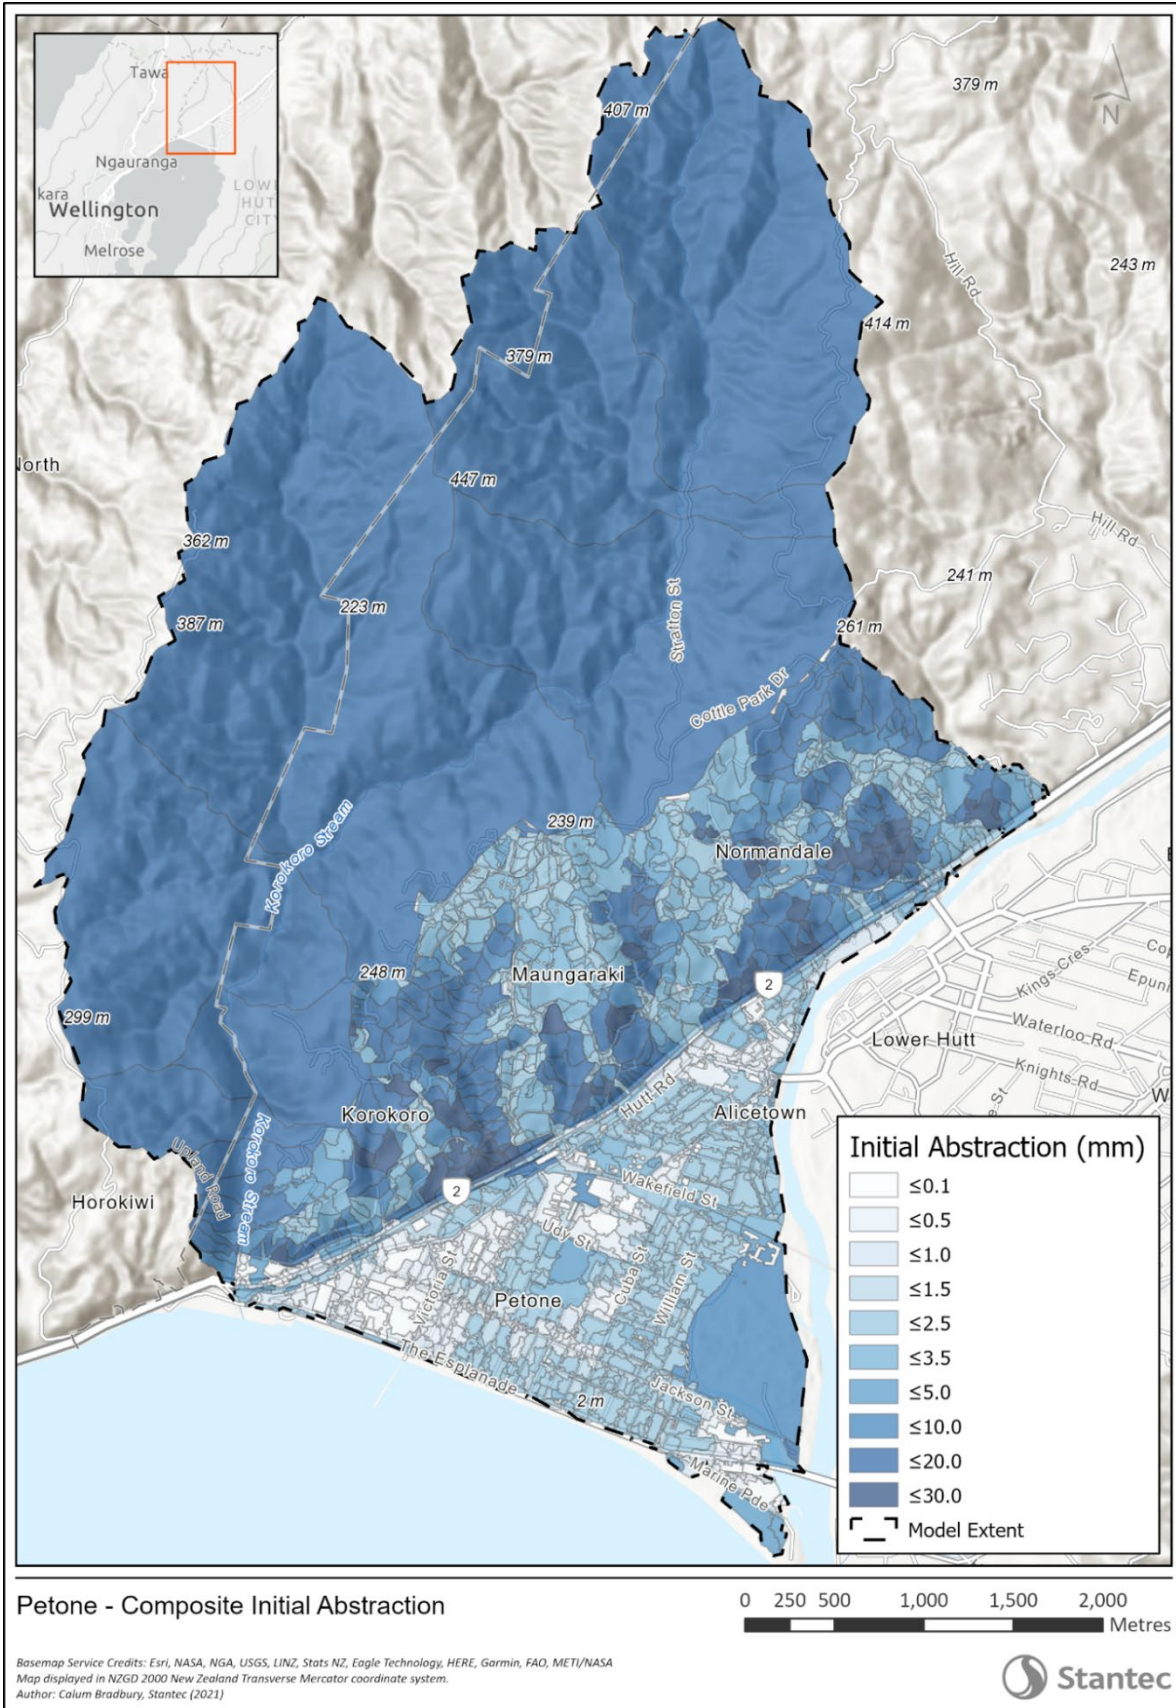 Tawa
Ngauranga
kara
Wellington
LOWER
HUTT
CITY
Melrose
407 m
379 m
N
Hill Rd
243 m
414 m
379 m
North
447 m
362 m
Hill Rd
241 m
223 m
387 m
Stratton St
261 m
Cottle Park Dr
239 m
Korokoro Stream
Normandale
248 m
Maungaraki
2
Kings Cres
Epuni
299 m
Waterloo Rd
Lower Hutt
Knights Rd
Hutt Rd
Korokoro
Alicetown
Upland Road
Korokoro Stream
Horokiwi
2
Wakefield St
Udy St
Victoria St
Cuba St
William St
Petone
The Esplanade
Jackson St
2 m
Marine Pde
Initial Abstraction (mm)
≤0.1
≤0.5
≤1.0
≤1.5
≤2.5
≤3.5
≤5.0
≤10.0
≤20.0
≤30.0
Model Extent
Petone - Composite Initial Abstraction
0 250 500 1,000 1,500 2,000
Metres
Basemap Service Credits: Esri, NASA, NGA, USGS, LINZ, Stats NZ, Eagle Technology, HERE, Garmin, FAO, METI/NASA
Map displayed in NZGD 2000 New Zealand Transverse Mercator coordinate system.
Author: Calum Bradbury, Stantec (2021)
Stantec